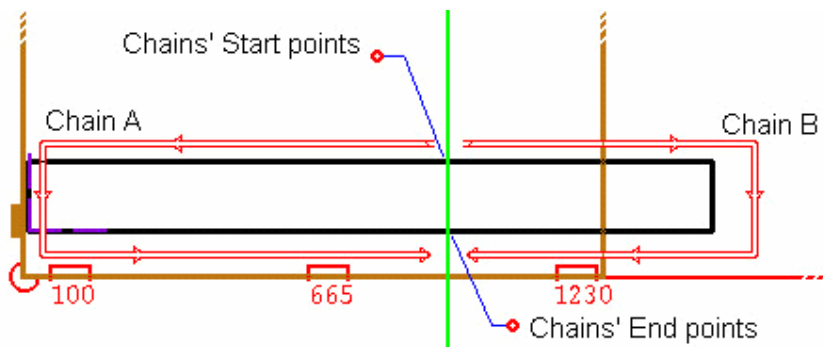 Chains' Start points
Chain A
Chain B
100
665
1230
Chains' End points